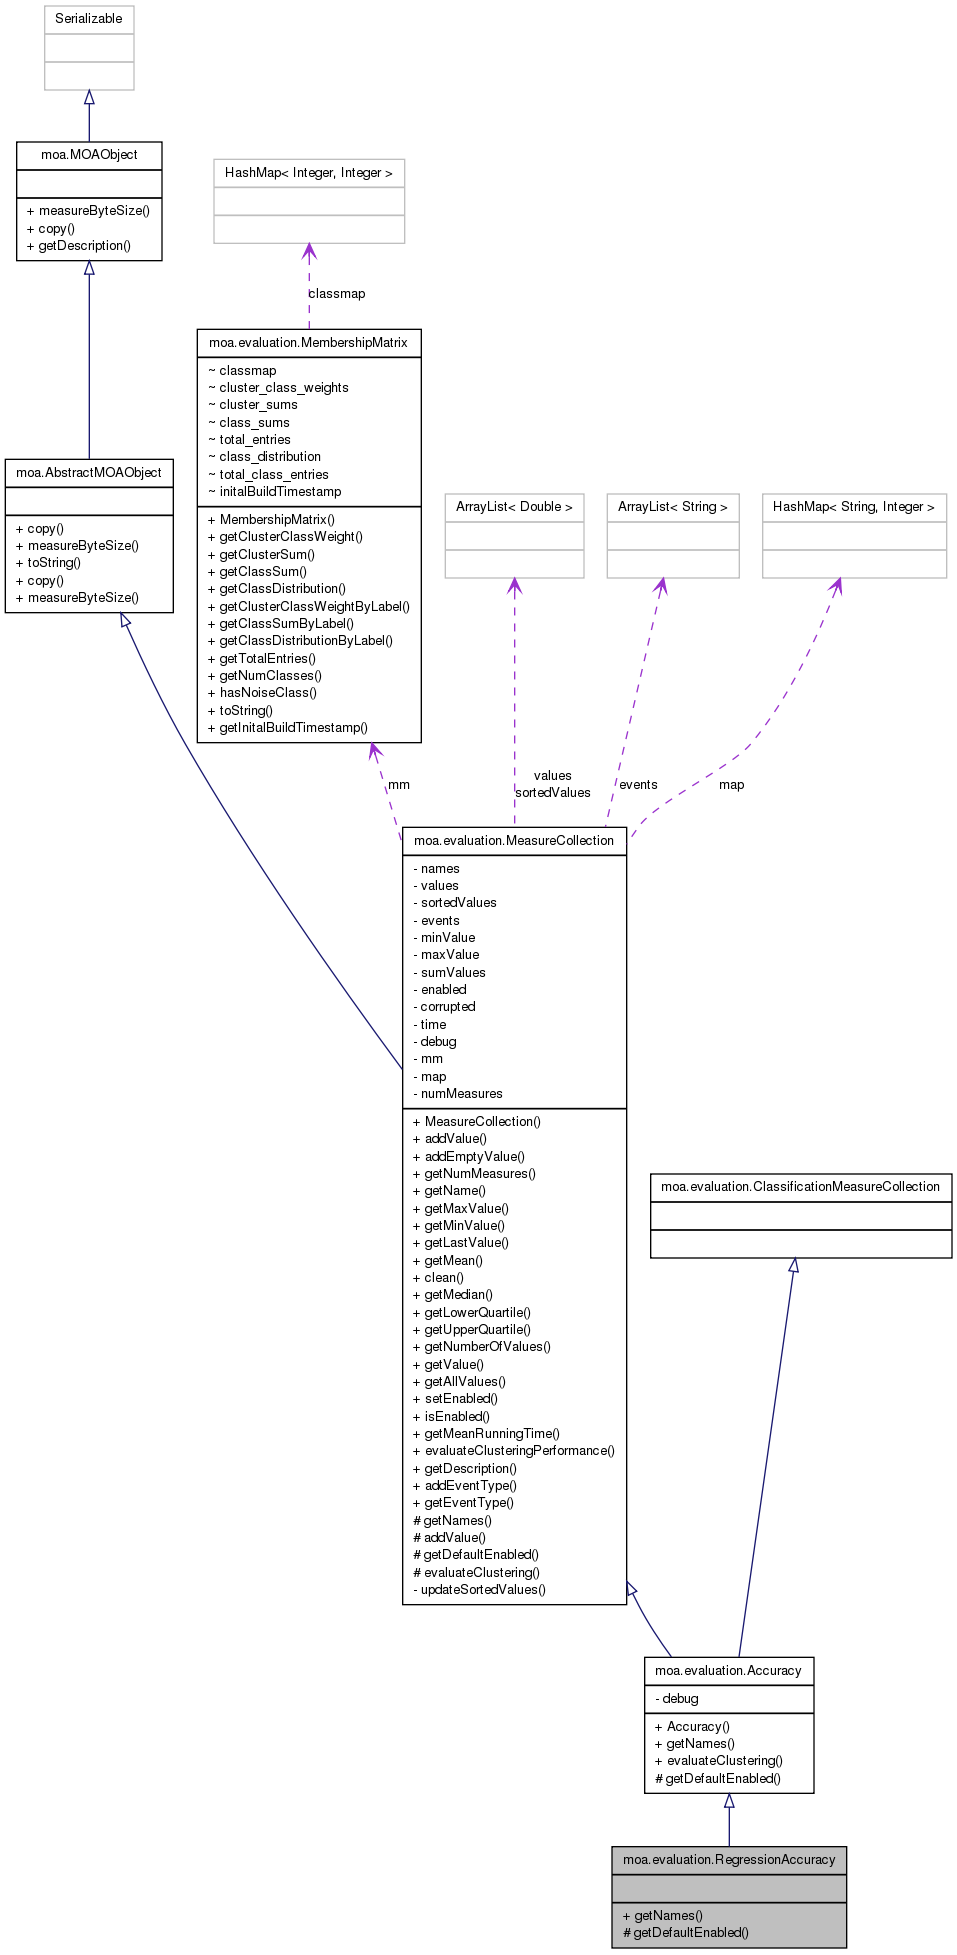 Serializable
moa.MOAObject
+ measureByteSize()
+ copy()
+ getDescription()
HashMap< Integer, Integer >
classmap
moa.evaluation.MembershipMatrix
~ classmap
~ cluster_class_weights
~ cluster_sums
~ class_sums
~ total_entries
~ class_distribution
~ total_class_entries
~ initalBuildTimestamp
+ MembershipMatrix()
+ getClusterClassWeight()
+ getClusterSum()
+ getClassSum()
+ getClassDistribution()
+ getClusterClassWeightByLabel()
+ getClassSumByLabel()
+ getClassDistributionByLabel()
+ getTotalEntries()
+ getNumClasses()
+ hasNoiseClass()
+ toString()
+ getInitalBuildTimestamp()
moa.AbstractMOAObject
+ copy()
+ measureByteSize()
+ toString()
+ copy()
+ measureByteSize()
ArrayList< Double >
ArrayList< String >
HashMap< String, Integer >
mm
values
sortedValues
events
map
moa.evaluation.MeasureCollection
- names
- values
- sortedValues
- events
- minValue
- maxValue
- sumValues
- enabled
- corrupted
- time
- debug
- mm
- map
- numMeasures
+ MeasureCollection()
+ addValue()
+ addEmptyValue()
+ getNumMeasures()
+ getName()
+ getMaxValue()
+ getMinValue()
+ getLastValue()
+ getMean()
+ clean()
+ getMedian()
+ getLowerQuartile()
+ getUpperQuartile()
+ getNumberOfValues()
+ getValue()
+ getAllValues()
+ setEnabled()
+ isEnabled()
+ getMeanRunningTime()
+ evaluateClusteringPerformance()
+ getDescription()
+ addEventType()
+ getEventType()
# getNames()
# addValue()
# getDefaultEnabled()
# evaluateClustering()
- updateSortedValues()
moa.evaluation.ClassificationMeasureCollection
moa.evaluation.Accuracy
- debug
+ Accuracy()
+ getNames()
+ evaluateClustering()
# getDefaultEnabled()
moa.evaluation.RegressionAccuracy
+ getNames()
# getDefaultEnabled()